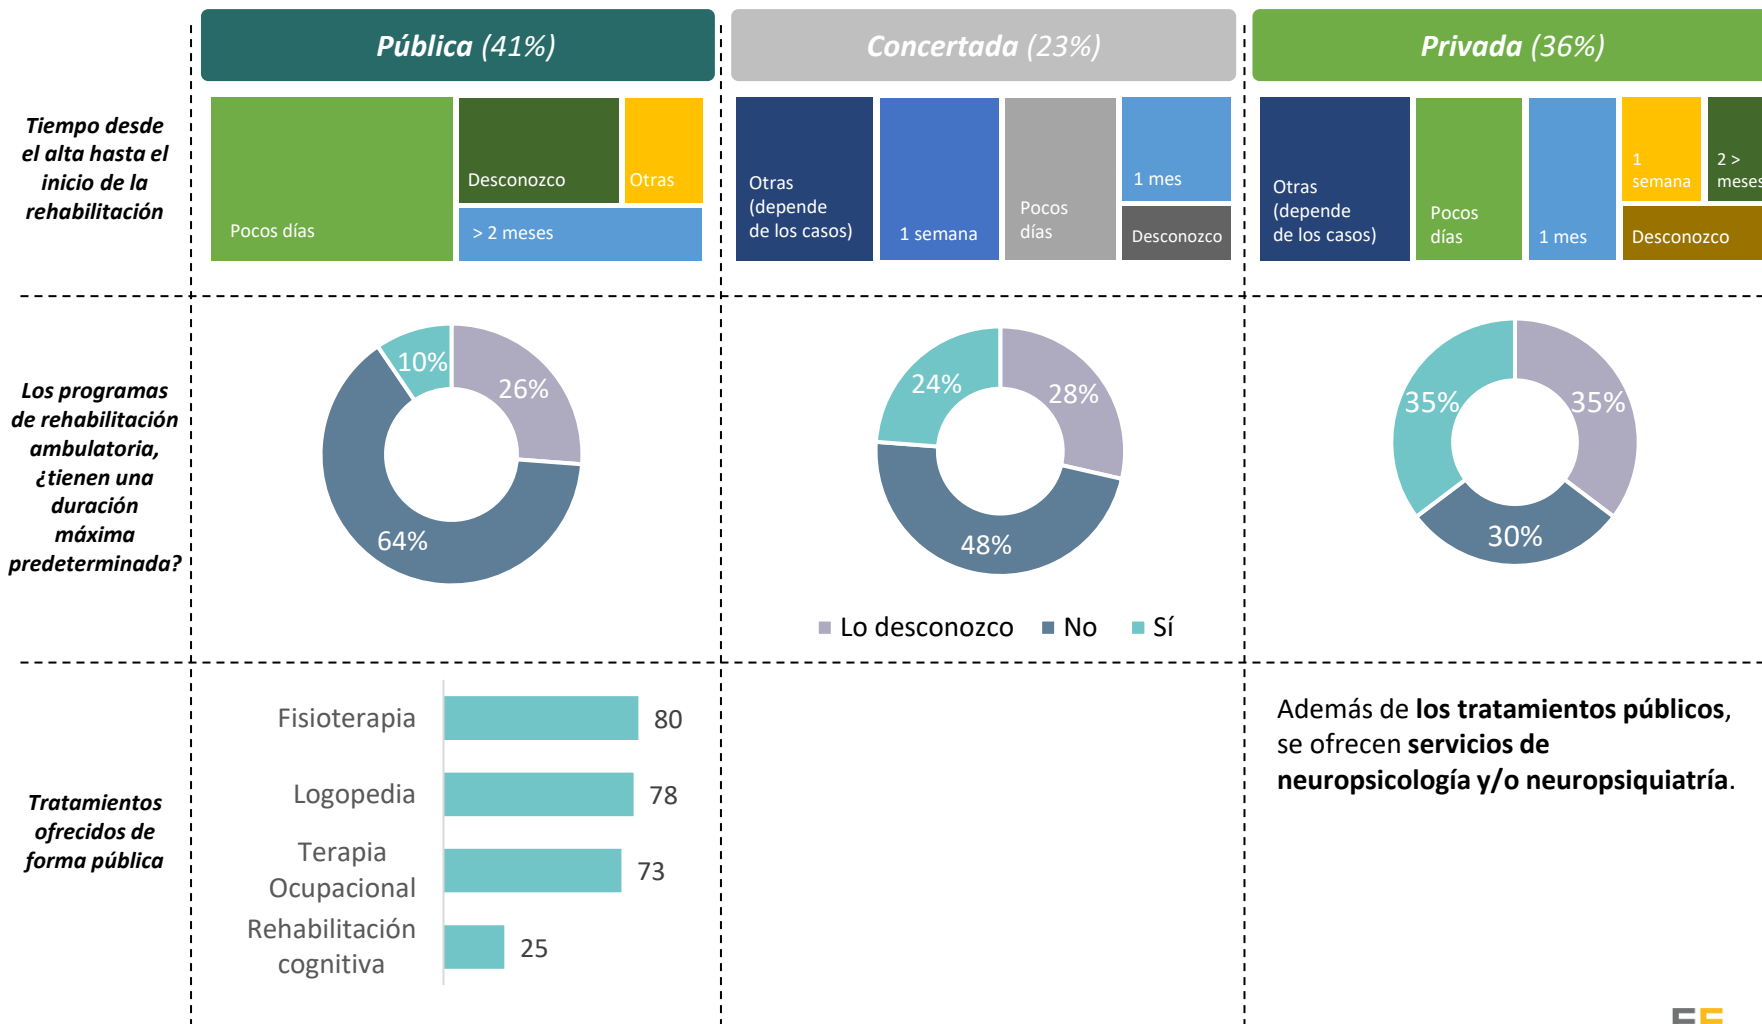 Pública (41%)
Concertada (23%)
Privada (36%)
Tiempo desde
el alta hasta el
inicio de la
rehabilitación
Pocos días
Desconozco
Otras
> 2 meses
Otras
(depende
de los casos)
1 semana
Pocos
días
1 mes
Desconozco
Otras
(depende
de los casos)
Pocos
días
1 mes
1
semana
2 >
meses
Desconozco
Los programas
de rehabilitación
ambulatoria,
¿tienen una
duración
máxima
predeterminada?
10%
26%
64%
24%
28%
48%
35%
35%
30%
Lo desconozco
No
Sí
Tratamientos
ofrecidos de
forma pública
Fisioterapia
80
Logopedia
78
Terapia
Ocupacional
73
Rehabilitación
cognitiva
25
Además de los tratamientos públicos,
se ofrecen servicios de
neuropsicología y/o neuropsiquiatría.